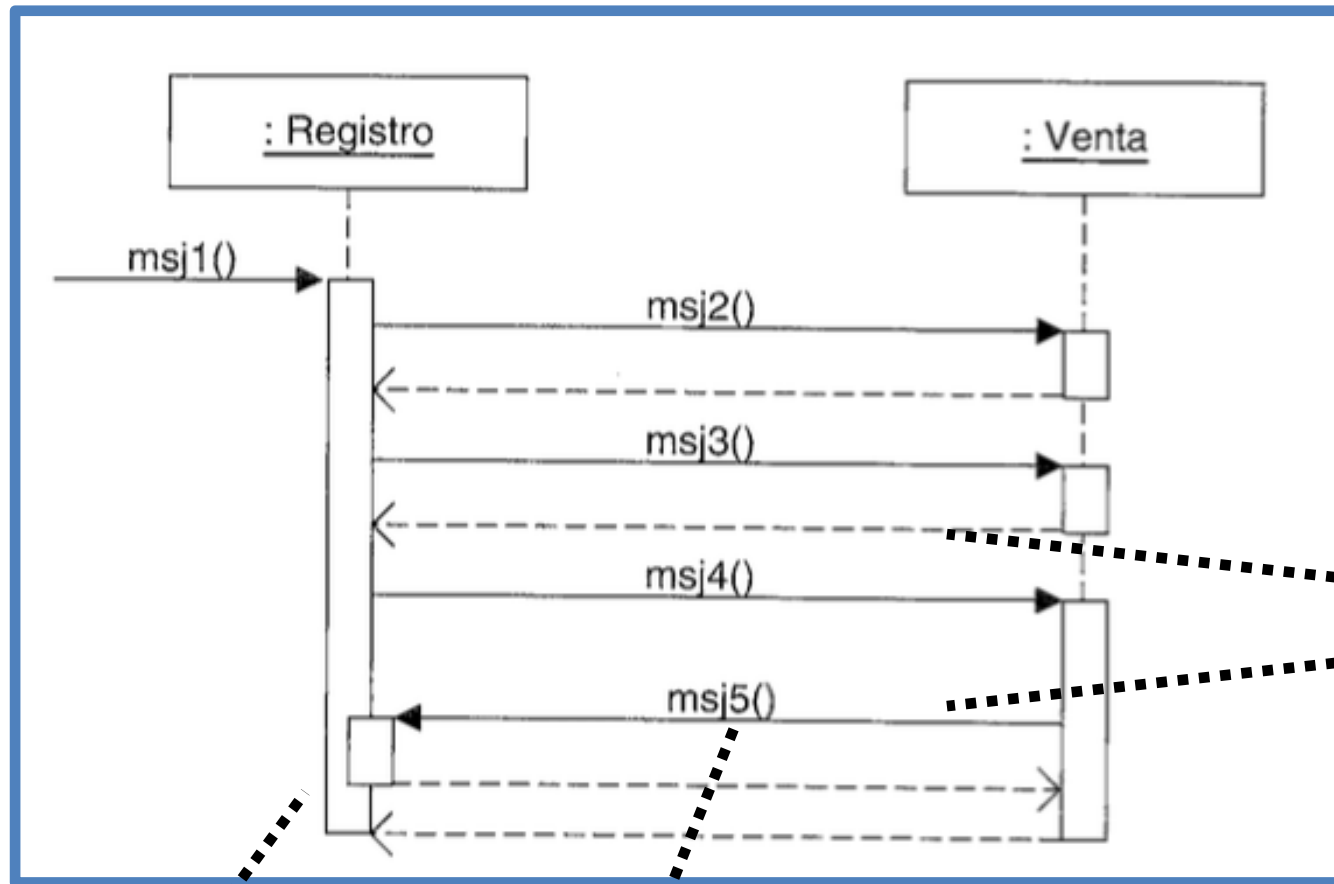 : Registro
: Venta
msj1()
msj2()
msj3()
msj4()
msj5()